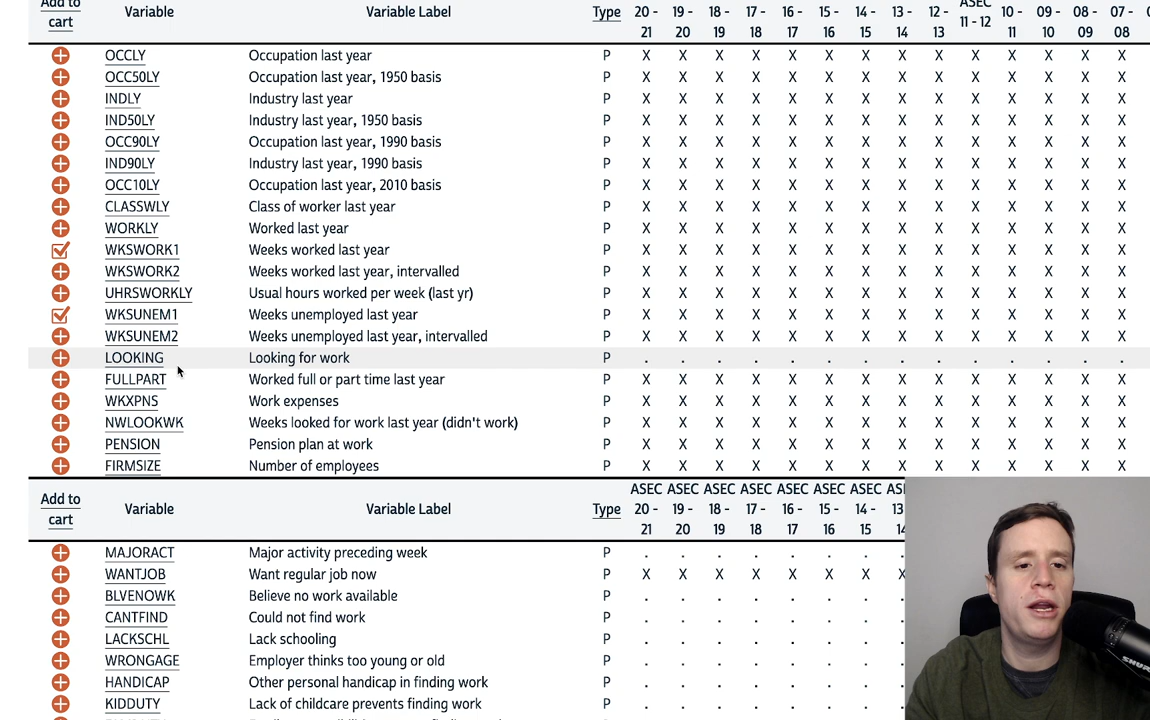 Add to cart Variable Variable Label Type 20 - 21 19 - 20 18 - 19 17 - 18 16 - 17 15 - 16 14 - 15 13 - 14 12 - 13 ASEC 11 - 12 10 - 11 09 - 10 08 - 09 07 - 08
OCCLY Occupation last year P X X X X X X X X X X X X X X
OCC50LY Occupation last year, 1950 basis P X X X X X X X X X X X X X X
INDLY Industry last year P X X X X X X X X X X X X X X
IND50LY Industry last year, 1950 basis P X X X X X X X X X X X X X X
OCC90LY Occupation last year, 1990 basis P X X X X X X X X X X X X X X
IND90LY Industry last year, 1990 basis P X X X X X X X X X X X X X X
OCC10LY Occupation last year, 2010 basis P X X X X X X X X X X X X X X
CLASSWLY Class of worker last year P X X X X X X X X X X X X X X
WORKLY Worked last year P X X X X X X X X X X X X X X
WKSWORK1 Weeks worked last year P X X X X X X X X X X X X X X
WKSWORK2 Weeks worked last year, intervalled P X X X X X X X X X X X X X X
UHRSWORKLY Usual hours worked per week (last yr) P X X X X X X X X X X X X X X
WKSUNEM1 Weeks unemployed last year P X X X X X X X X X X X X X X
WKSUNEM2 Weeks unemployed last year, intervalled P X X X X X X X X X X X X X X
LOOKING Looking for work P . . . . . . . . . . . . . .
FULLPART Worked full or part time last year P X X X X X X X X X X X X X X
WKXPNS Work expenses P X X X X X X X X X X X X X X
NWLOOKWK Weeks looked for work last year (didn't work) P X X X X X X X X X X X X X X
PENSION Pension plan at work P X X X X X X X X X X X X X X
FIRMSIZE Number of employees P X X X X X X X X X X X X X X
Add to cart Variable Variable Label Type ASEC 20 - 21 ASEC 19 - 20 ASEC 18 - 19 ASEC 17 - 18 ASEC 16 - 17 ASEC 15 - 16 ASEC 14 - 15
MAJORACT Major activity preceding week P . . . . . . . .
WANTJOB Want regular job now P X X X X X X X X
BLVENOWK Believe no work available P . . . . . . . .
CANTFIND Could not find work P . . . . . . . .
LACKSCHL Lack schooling P . . . . . . . .
WRONGAGE Employer thinks too young or old P . . . . . . . .
HANDICAP Other personal handicap in finding work P . . . . . . . .
KIDDUTY Lack of childcare prevents finding work P . . . . . . . .